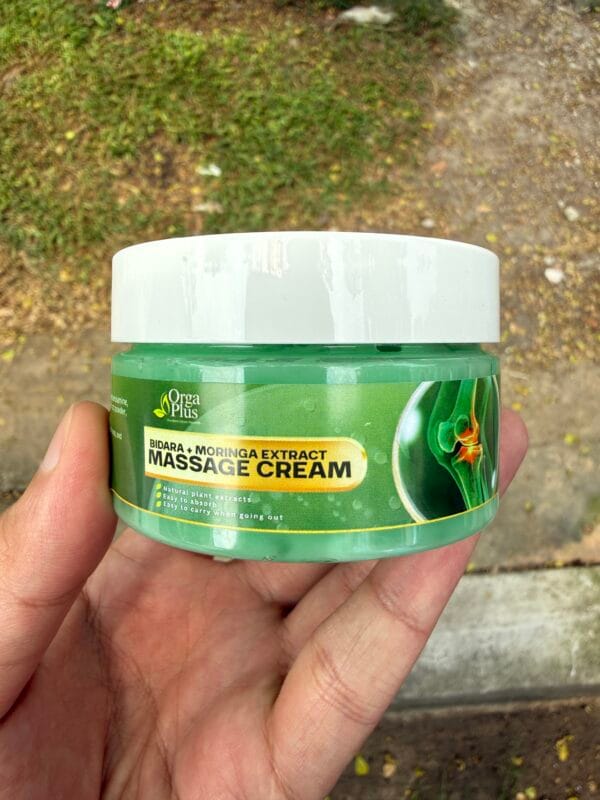 Orga
Plus
BIDARA + MORINGA EXTRACT
MASSAGE CREAM
Natural plant extracts
Easy to absorb
Easy to carry when going out